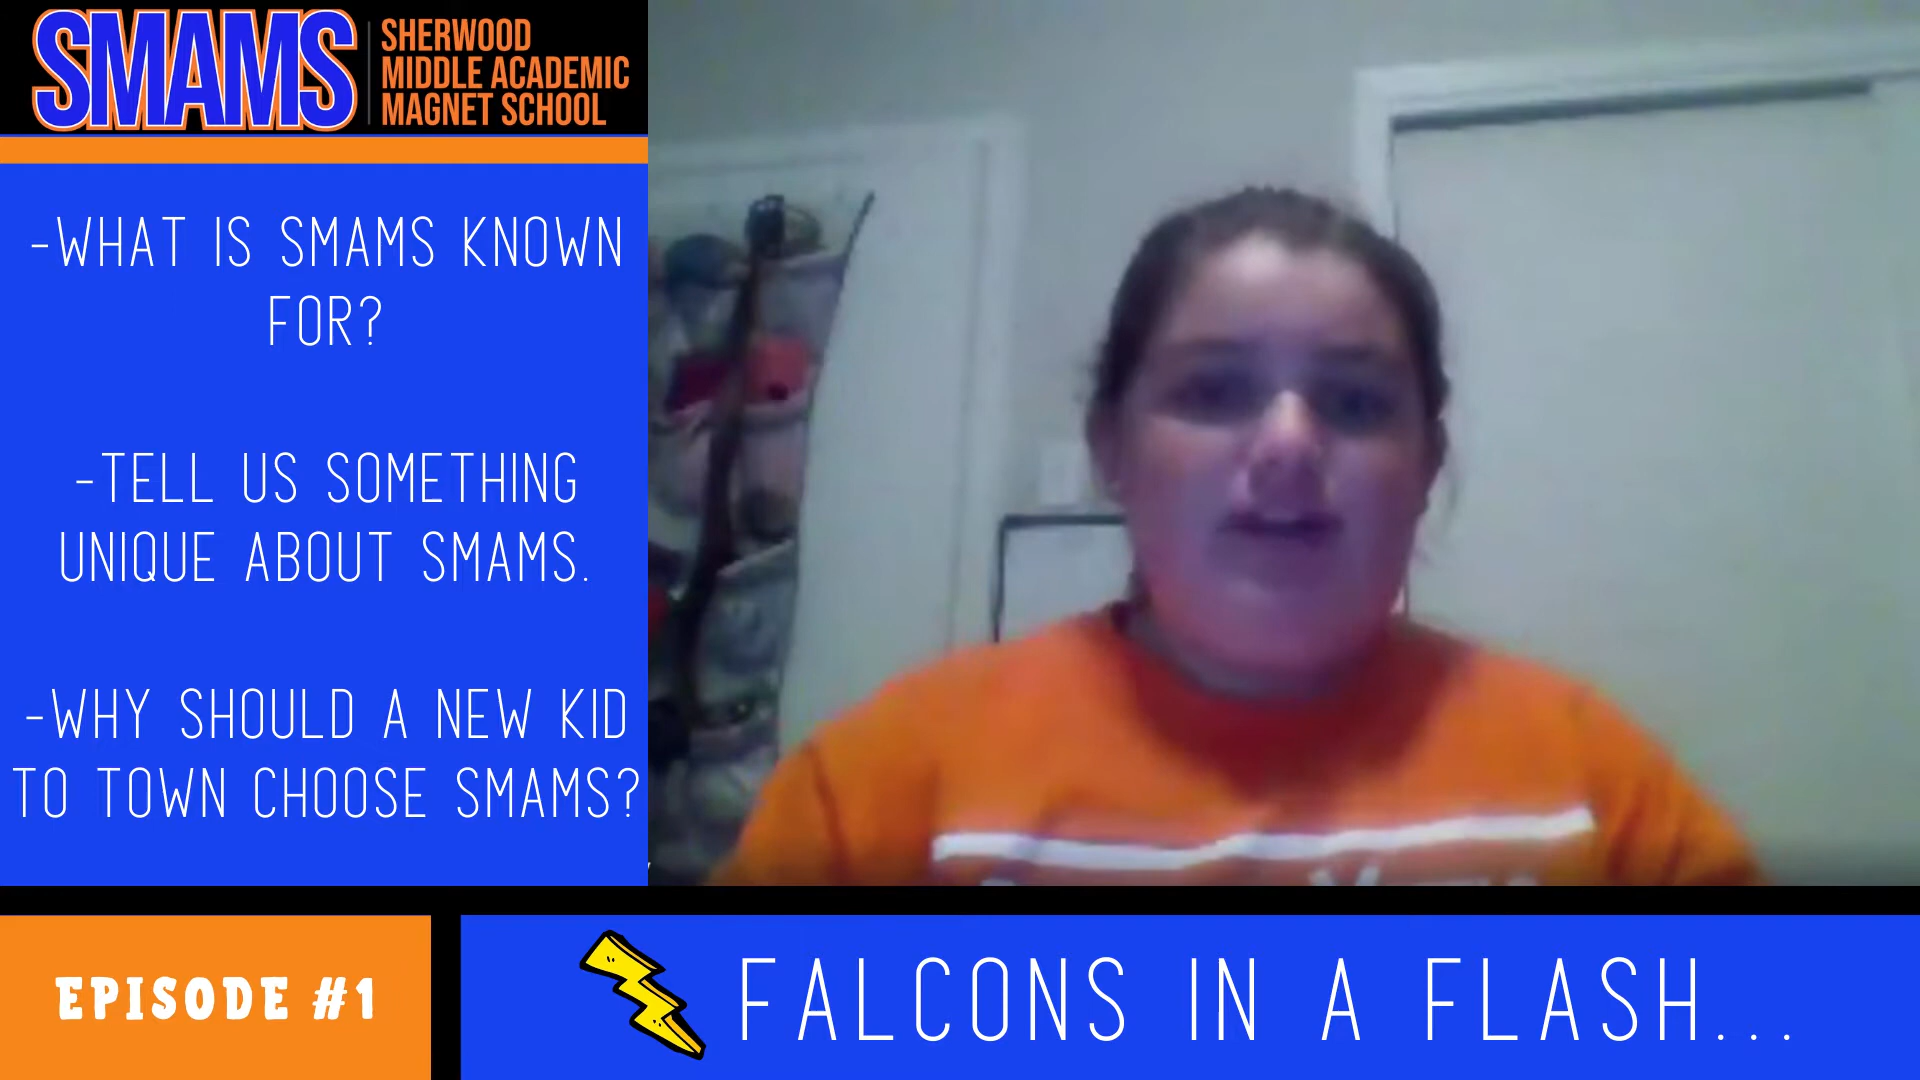 SMAMS
SHERWOOD
MIDDLE ACADEMIC
MAGNET SCHOOL
-WHAT IS SMAMS KNOWN
FOR?
-TELL US SOMETHING
UNIQUE ABOUT SMAMS.
-WHY SHOULD A NEW KID
TO TOWN CHOOSE SMAMS?
EPISODE #1
FALCONS IN A FLASH...